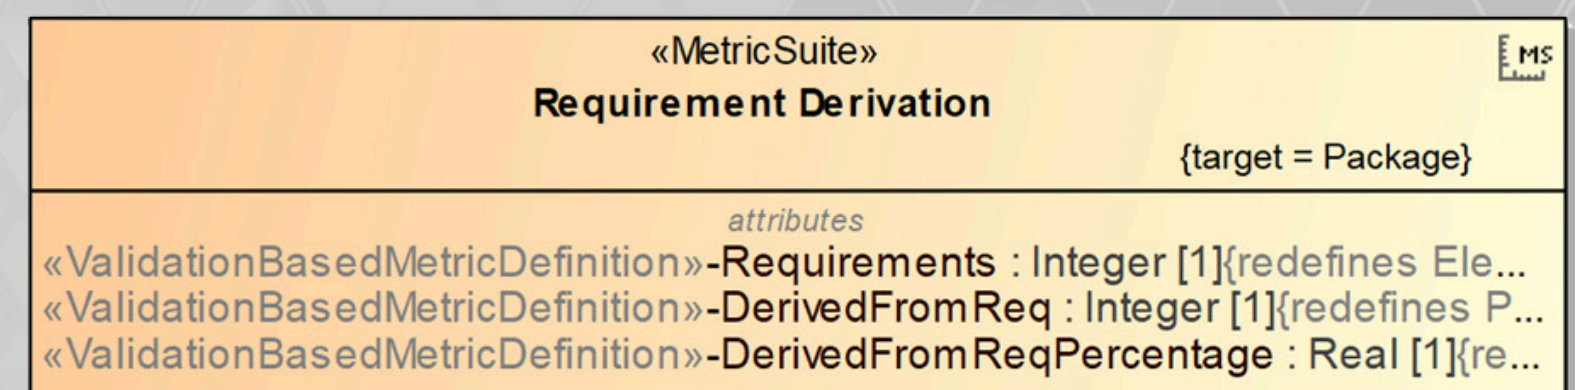 «MetricSuite»
MS
Requirement Derivation
{target = Package}
attributes
«ValidationBasedMetricDefinition»-Requirements : Integer [1]{redefines Ele...
«ValidationBasedMetricDefinition»-DerivedFromReq : Integer [1]{redefines P...
«ValidationBasedMetricDefinition»-DerivedFromReqPercentage : Real [1]{re...